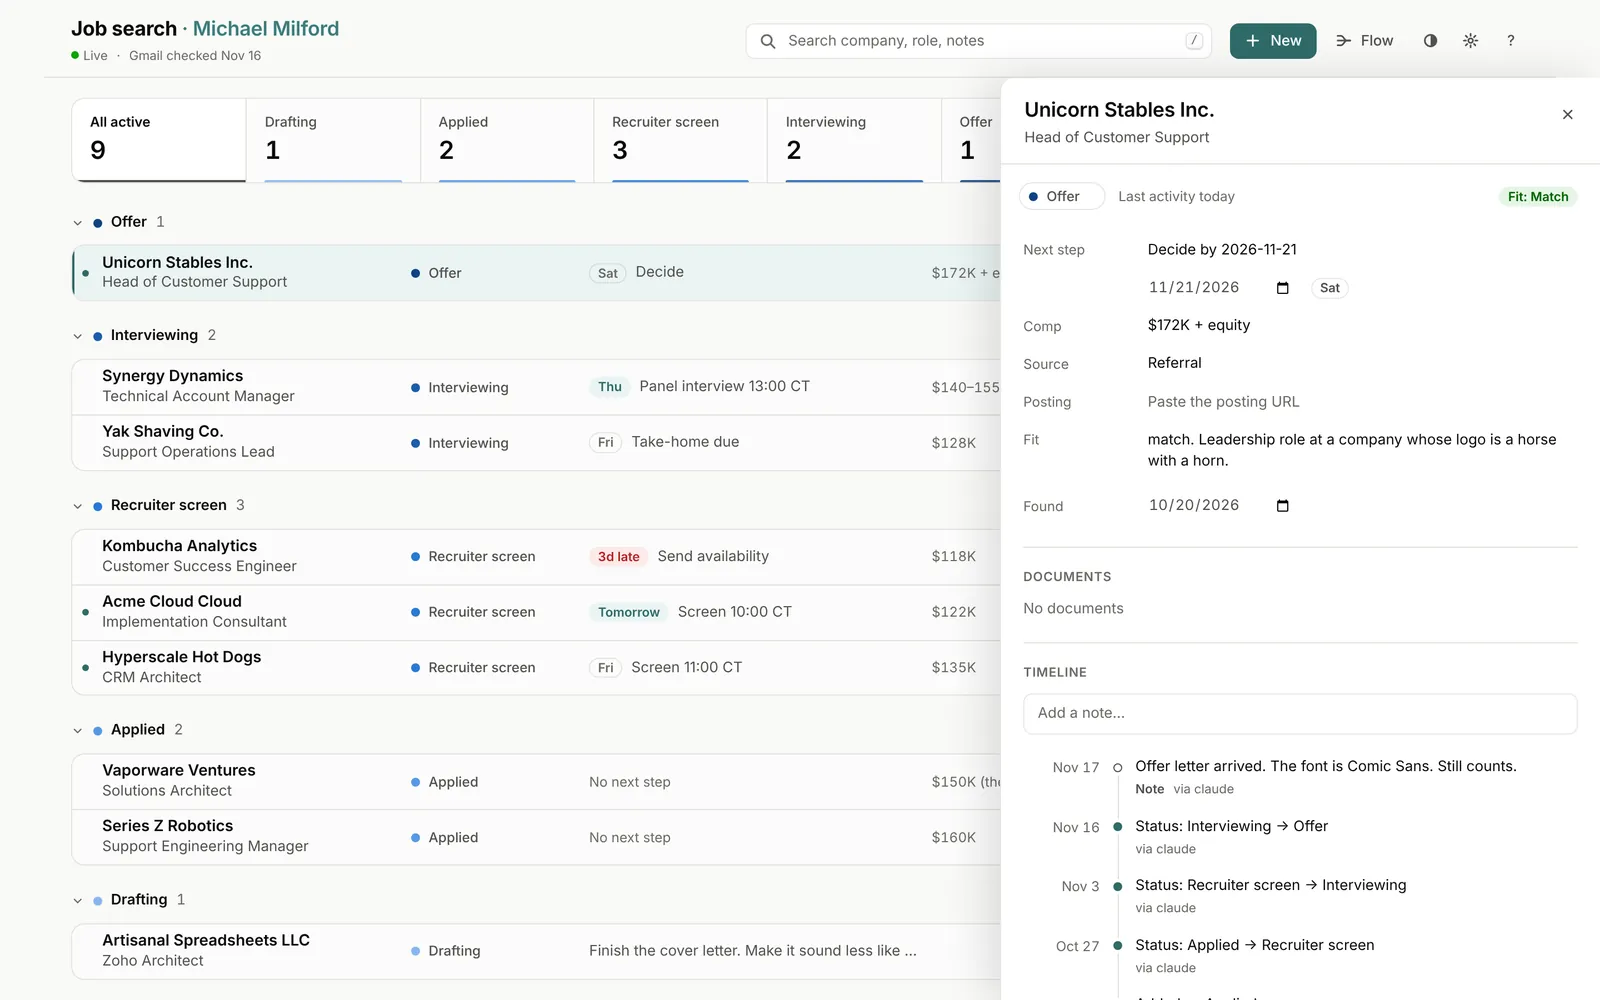 Job search · Michael Milford
Live · Gmail checked Nov 16
Search company, role, notes /
+ New
Flow
?
All active
9
Drafting
1
Applied
2
Recruiter screen
3
Interviewing
2
Offer
1
Offer 1
Unicorn Stables Inc.
Head of Customer Support
Offer
Sat Decide
$172K + e
Interviewing 2
Synergy Dynamics
Technical Account Manager
Interviewing
Thu Panel interview 13:00 CT
$140–155
Yak Shaving Co.
Support Operations Lead
Interviewing
Fri Take-home due
$128K
Recruiter screen 3
Kombucha Analytics
Customer Success Engineer
Recruiter screen
3d late Send availability
$118K
Acme Cloud Cloud
Implementation Consultant
Recruiter screen
Tomorrow Screen 10:00 CT
$122K
Hyperscale Hot Dogs
CRM Architect
Recruiter screen
Fri Screen 11:00 CT
$135K
Applied 2
Vaporware Ventures
Solutions Architect
Applied
No next step
$150K (the
Series Z Robotics
Support Engineering Manager
Applied
No next step
$160K
Drafting 1
Artisanal Spreadsheets LLC
Zoho Architect
Drafting
Finish the cover letter. Make it sound less like ...
Unicorn Stables Inc.
Head of Customer Support
×
Offer Last activity today Fit: Match
Next step Decide by 2026-11-21
11/21/2026 Sat
Comp $172K + equity
Source Referral
Posting Paste the posting URL
Fit match. Leadership role at a company whose logo is a horse
with a horn.
Found 10/20/2026
DOCUMENTS
No documents
TIMELINE
Add a note...
Nov 17 Offer letter arrived. The font is Comic Sans. Still counts.
Note via claude
Nov 16 Status: Interviewing → Offer
via claude
Nov 3 Status: Recruiter screen → Interviewing
via claude
Oct 27 Status: Applied → Recruiter screen
via claude